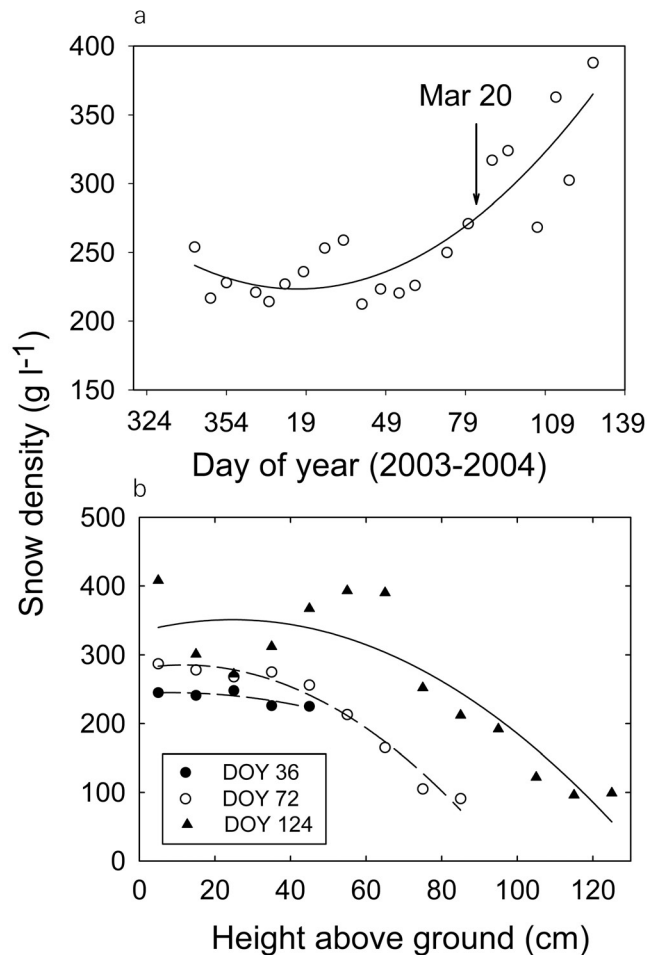 a
400
350
300
250
200
150
Mar 20
324 354 19 49 79 109 139
Day of year (2003-2004)
Snow density (g l-1)
b
500
400
300
200
100
0
DOY 36
DOY 72
DOY 124
0 20 40 60 80 100 120
Height above ground (cm)